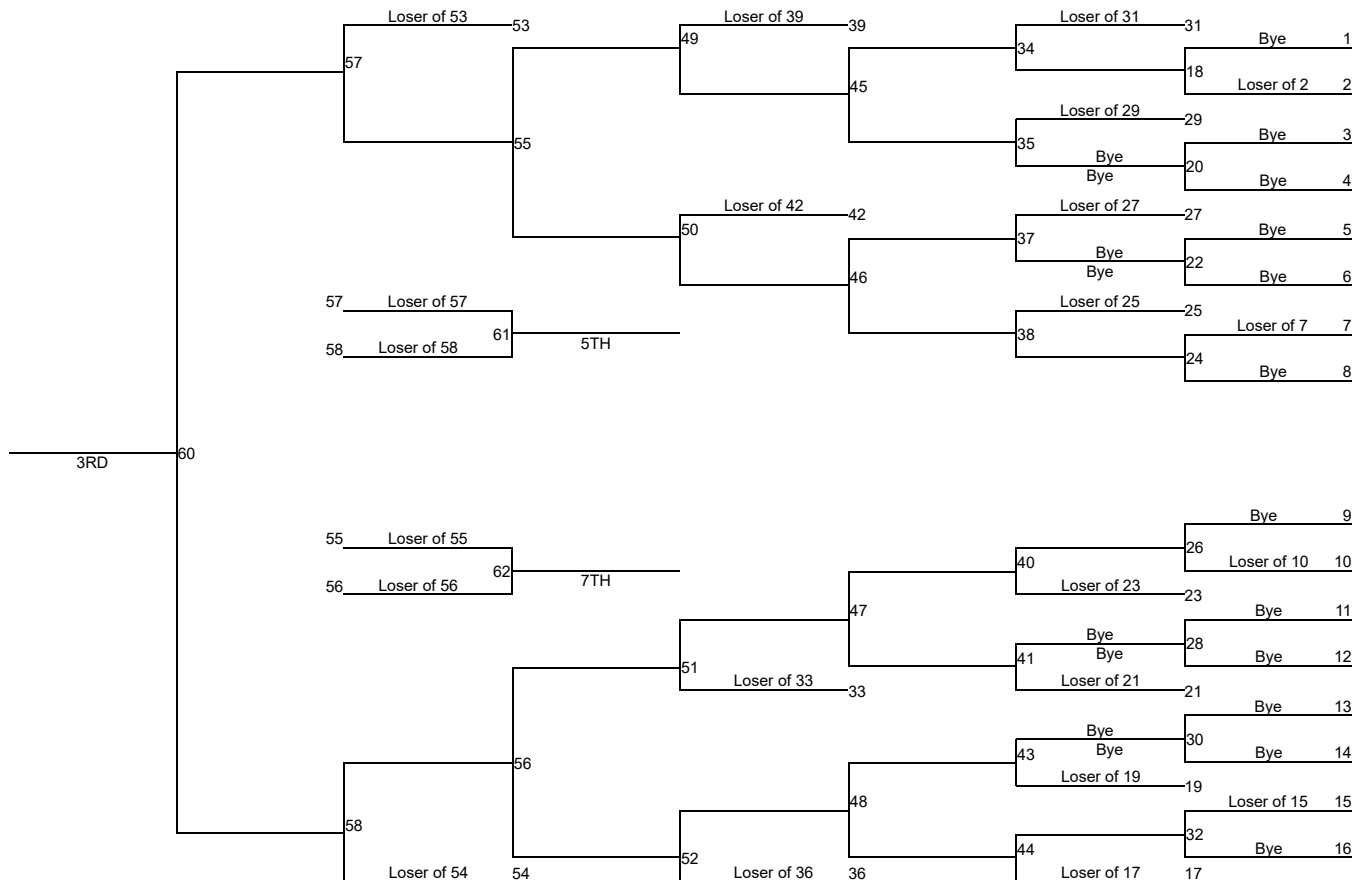 Loser of 53 53 Loser of 39 39 Loser of 31 31
49 34 Bye 1
57 18
45 Loser of 2 2
Loser of 29 29
55 35 Bye 3
Bye 20
Bye Bye 4
Loser of 42 42 Loser of 27 27
50 37 Bye 5
Bye 22
Bye 46 Bye 6
57 Loser of 57 Loser of 25 25
61 5TH 38 Loser of 7 7
58 Loser of 58 24
Bye 8
60
3RD
Bye 9
55 Loser of 55 26
62 7TH 40 Loser of 10 10
56 Loser of 56 Loser of 23 23
47 Bye 11
Bye 28
51 41 Bye Bye 12
Loser of 33 33 Loser of 21 21
Bye 13
Bye 30
56 43 Bye Bye 14
Loser of 19 19
48 Loser of 15 15
58 32
52 44 Bye 16
Loser of 54 54 Loser of 36 36 Loser of 17 17